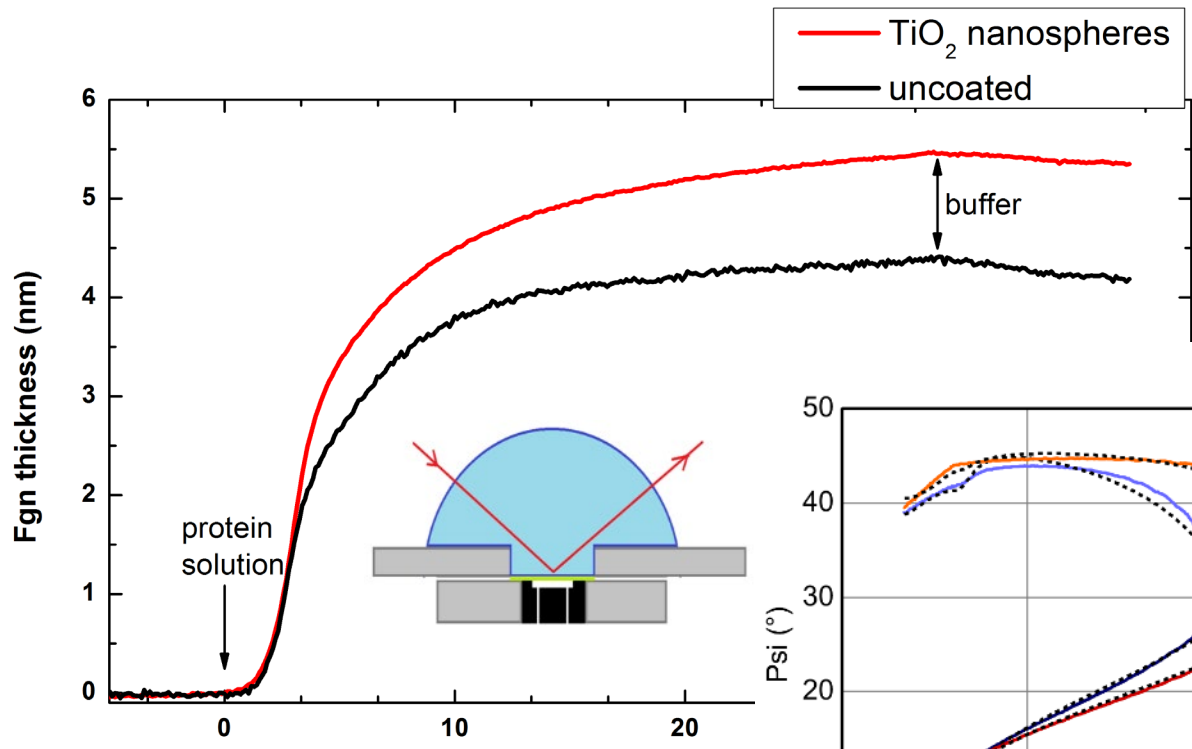 TiO₂ nanospheres
uncoated
6
5
4
3
2
1
0
Fgn thickness (nm)
buffer
protein
solution
0
10
20
50
40
30
20
Psi (°)